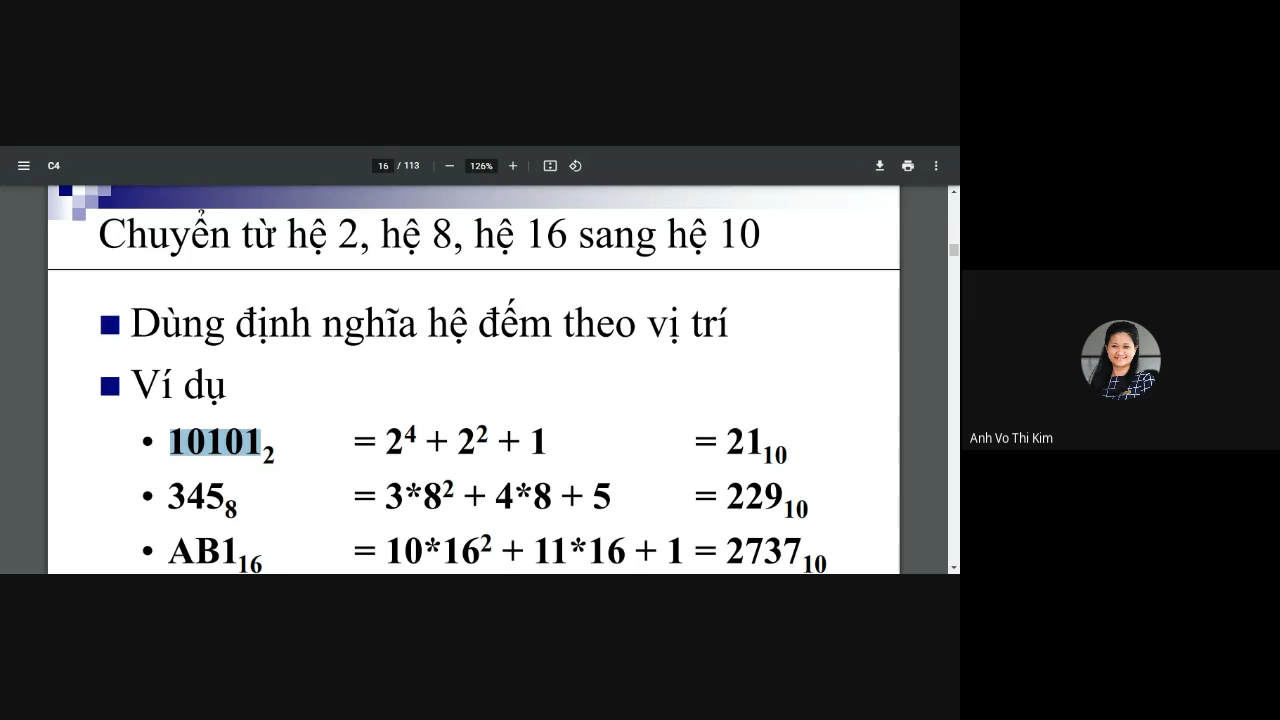 C4
16 / 113
126%
Chuyển từ hệ 2, hệ 8, hệ 16 sang hệ 10
Dùng định nghĩa hệ đếm theo vị trí
Ví dụ
• 10101₂ = 2⁴ + 2² + 1 = 21₁₀
• 345₈ = 3*8² + 4*8 + 5 = 229₁₀
• AB1₁₆ = 10*16² + 11*16 + 1 = 2737₁₀
Anh Vo Thi Kim